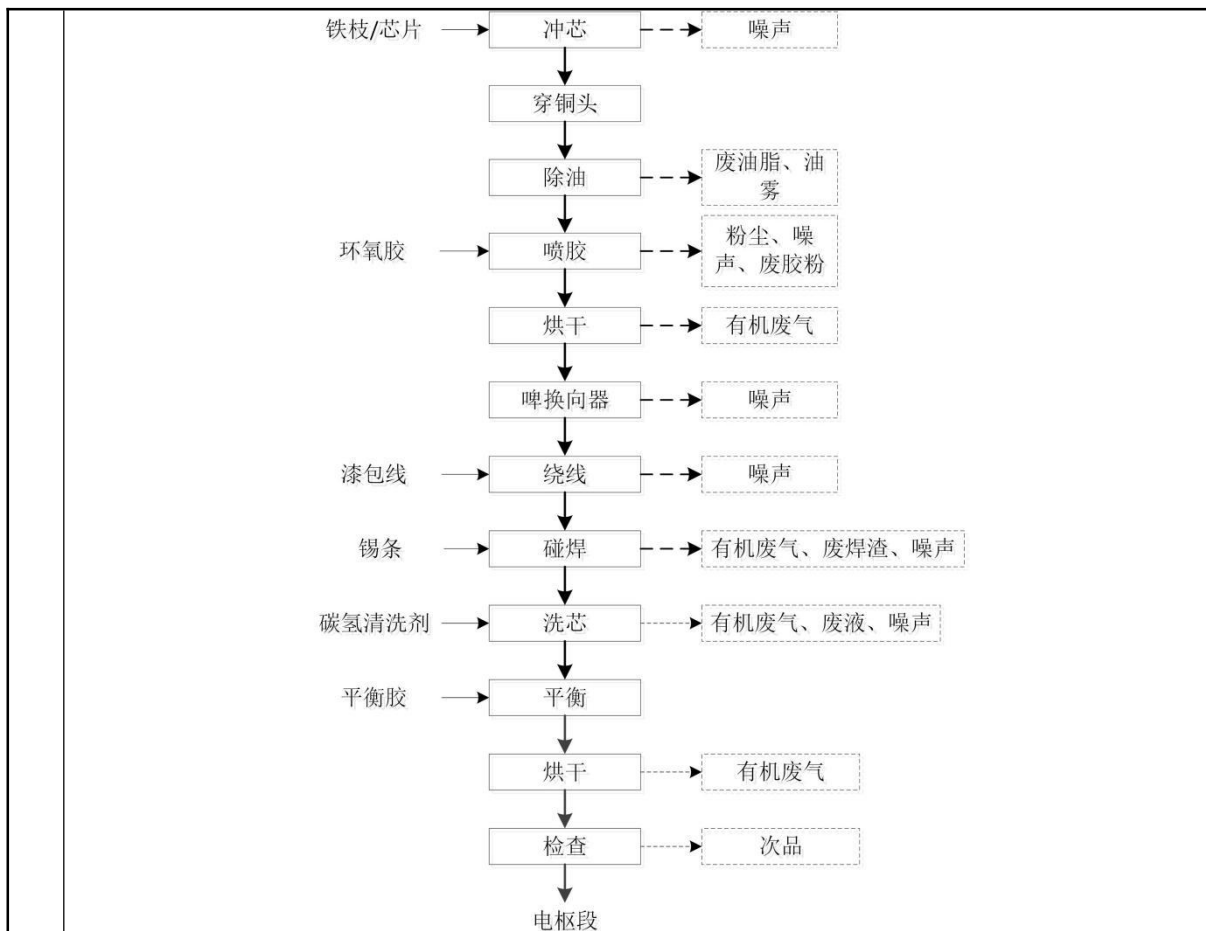 铁枝/芯片
冲芯
噪声
穿铜头
除油
废油脂、油
雾
环氧胶
喷胶
粉尘、噪
声、废胶粉
烘干
有机废气
啤换向器
噪声
漆包线
绕线
噪声
锡条
碰焊
有机废气、废焊渣、噪声
碳氢清洗剂
洗芯
有机废气、废液、噪声
平衡胶
平衡
烘干
有机废气
检查
次品
电枢段